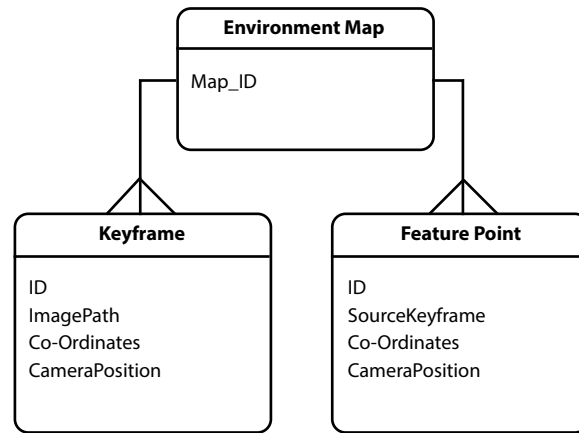 Environment Map
Map_ID
Keyframe
ID
ImagePath
Co-Ordinates
CameraPosition
Feature Point
ID
SourceKeyframe
Co-Ordinates
CameraPosition